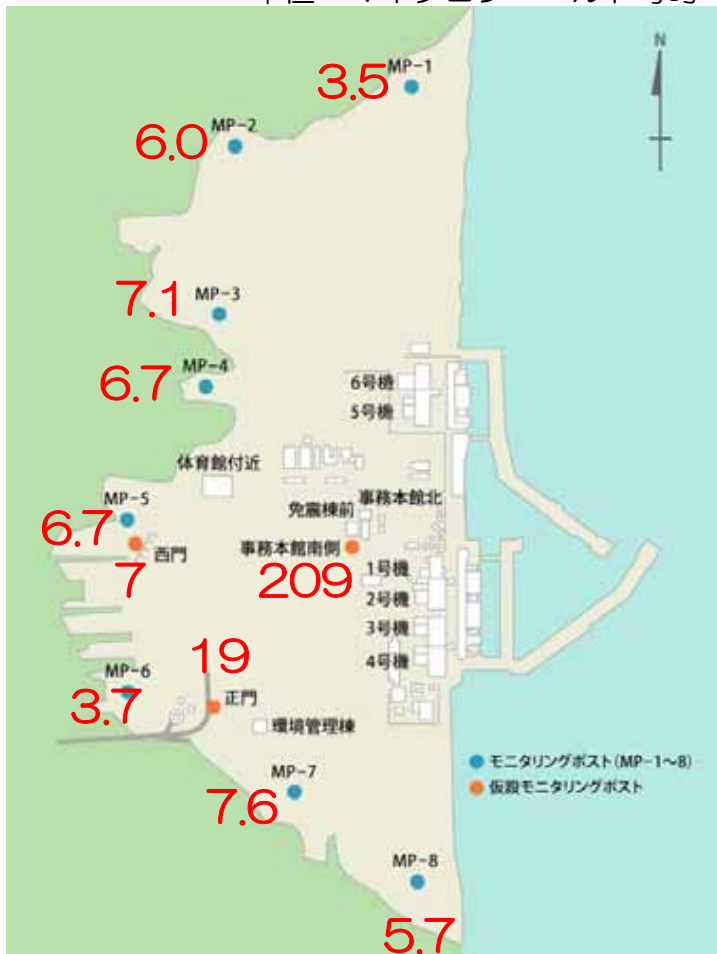 N
MP-1
3.5
MP-2
6.0
7.1
MP-3
MP-4
6.7
6号機
5号機
体育館付近
MP-5
免震棟前
事務本館北
6.7
西門
事務本館南側
7
209
1号機
2号機
3号機
4号機
19
MP-6
3.7
正門
環境管理棟
モニタリングポスト(MP-1~8)
仮設モニタリングポスト
MP-7
7.6
MP-8
5.7